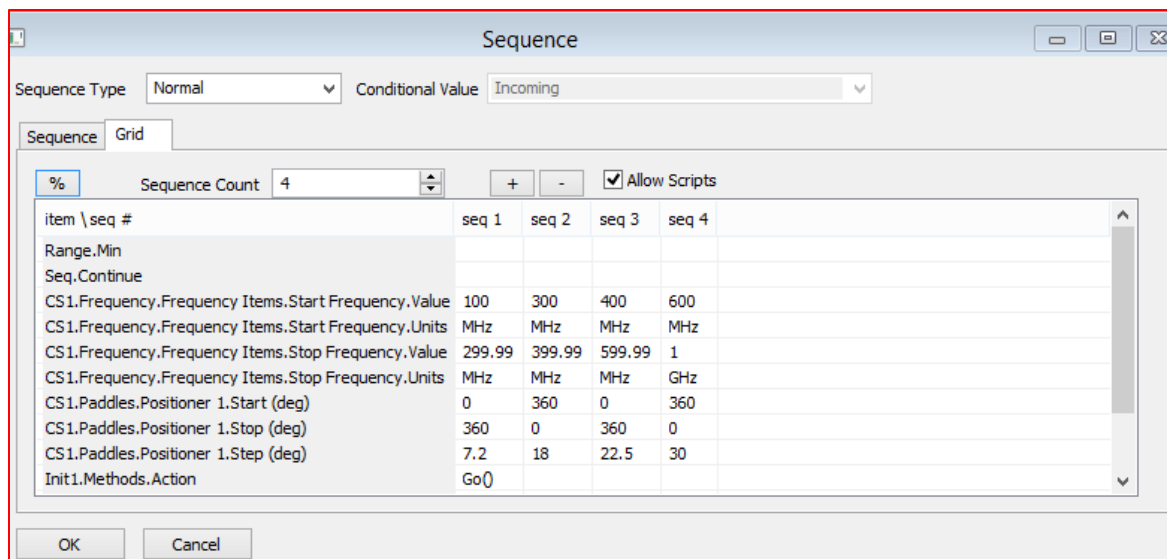 Sequence
Sequence Type Normal Conditional Value Incoming
Sequence Grid
% Sequence Count 4 + - Allow Scripts
item \ seq # seq 1 seq 2 seq 3 seq 4
Range.Min
Seq.Continue
CS1.Frequency.Frequency Items.Start Frequency.Value 100 300 400 600
CS1.Frequency.Frequency Items.Start Frequency.Units MHz MHz MHz MHz
CS1.Frequency.Frequency Items.Stop Frequency.Value 299.99 399.99 599.99 1
CS1.Frequency.Frequency Items.Stop Frequency.Units MHz MHz MHz GHz
CS1.Paddles.Positioner 1.Start (deg) 0 360 0 360
CS1.Paddles.Positioner 1.Stop (deg) 360 0 360 0
CS1.Paddles.Positioner 1.Step (deg) 7.2 18 22.5 30
Init1.Methods.Action Go()
OK Cancel